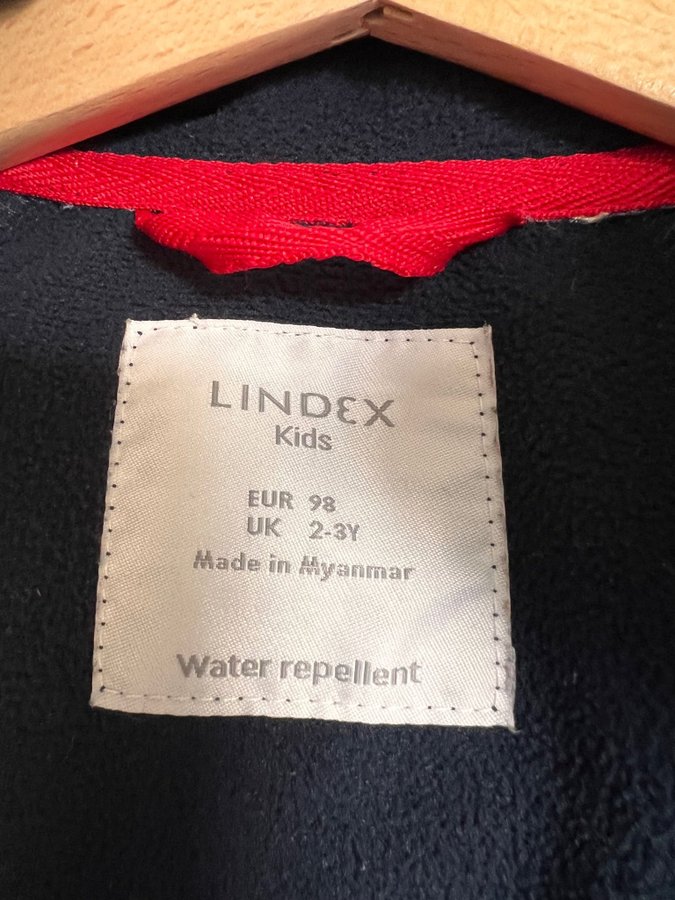 LINDEX
Kids
EUR 98
UK 2-3Y
Made in Myanmar
Water repellent